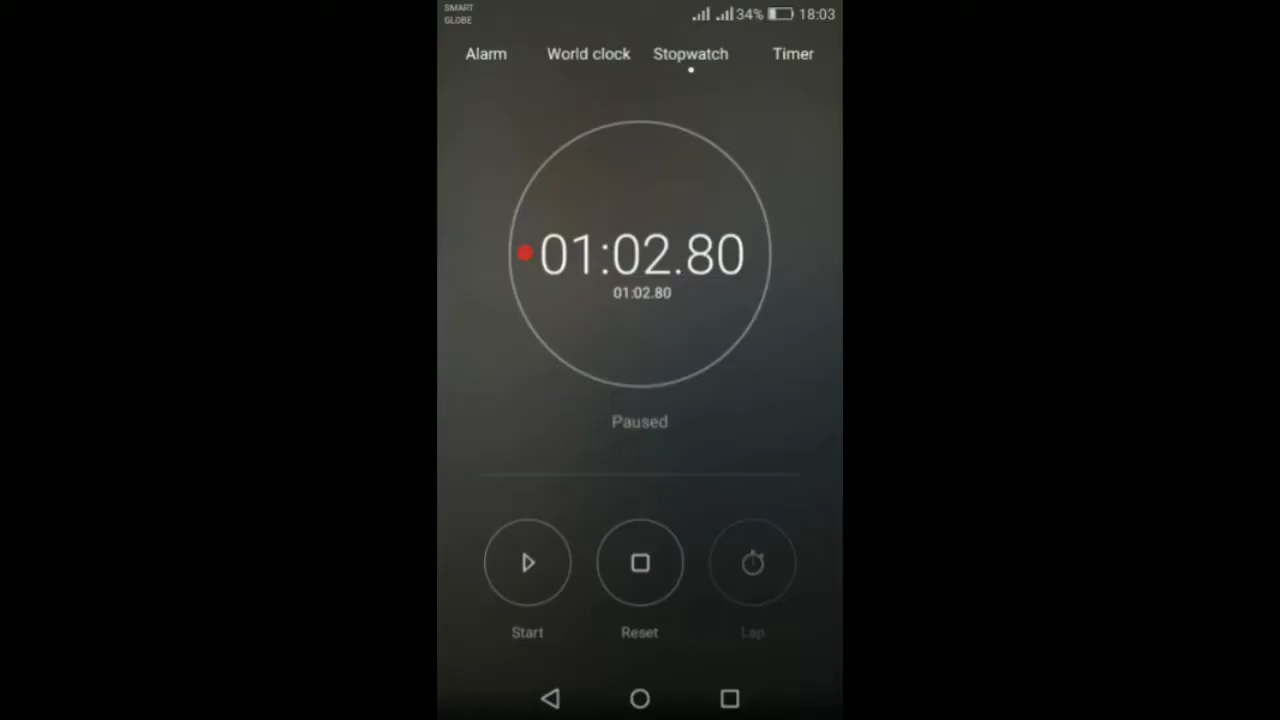 SMART
GLOBE
34% 18:03
Alarm World clock Stopwatch Timer
01:02.80
01:02.80
Paused
Start Reset Lap